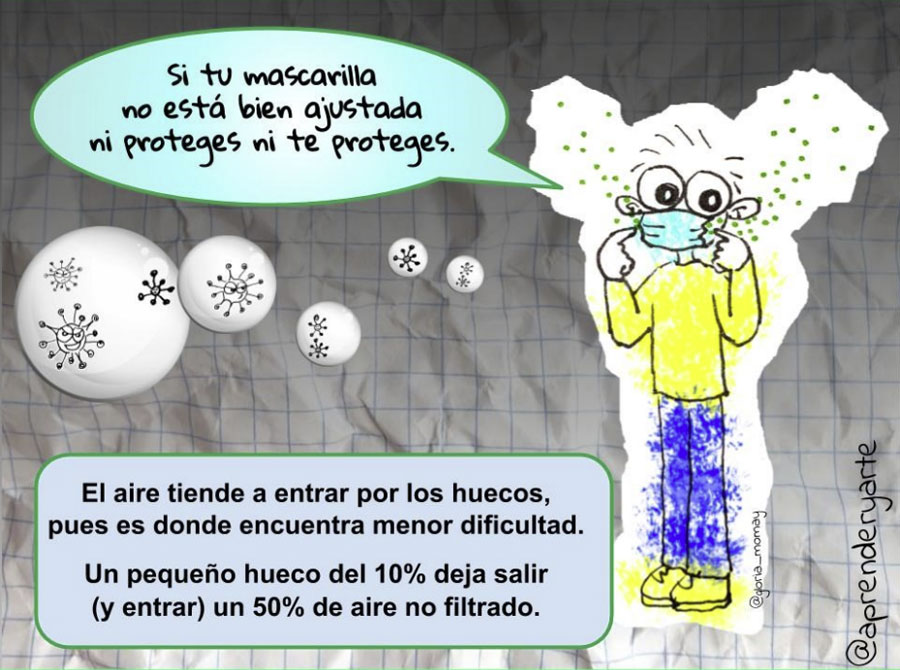 Si tu mascarilla
no está bien ajustada
ni proteges ni te proteges.
El aire tiende a entrar por los huecos,
pues es donde encuentra menor dificultad.
Un pequeño hueco del 10% deja salir
(y entrar) un 50% de aire no filtrado.
@gloria_momay
@aprenderyarte